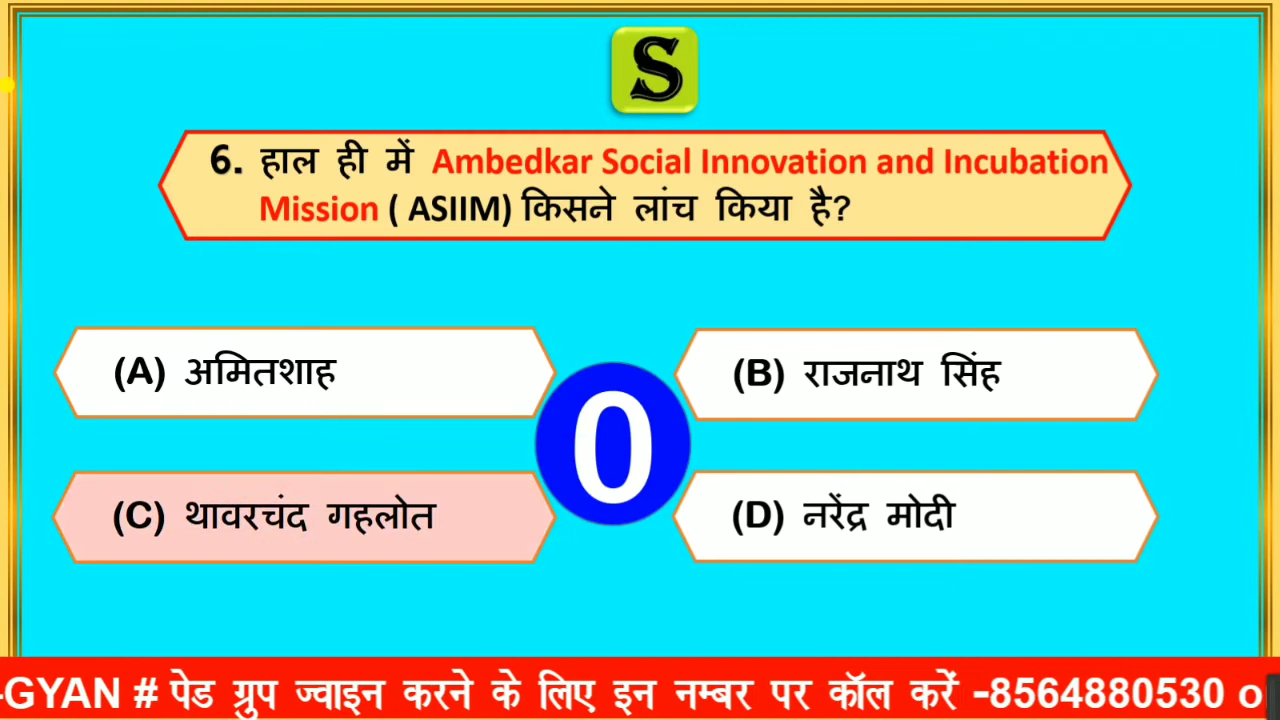 S
6. हाल ही में Ambedkar Social Innovation and Incubation
Mission ( ASIIM) किसने लांच किया है?
(A) अमितशाह
(B) राजनाथ सिंह
0
(C) थावरचंद गहलोत
(D) नरेंद्र मोदी
-GYAN # पेड ग्रुप ज्वाइन करने के लिए इन नम्बर पर कॉल करें -8564880530 o